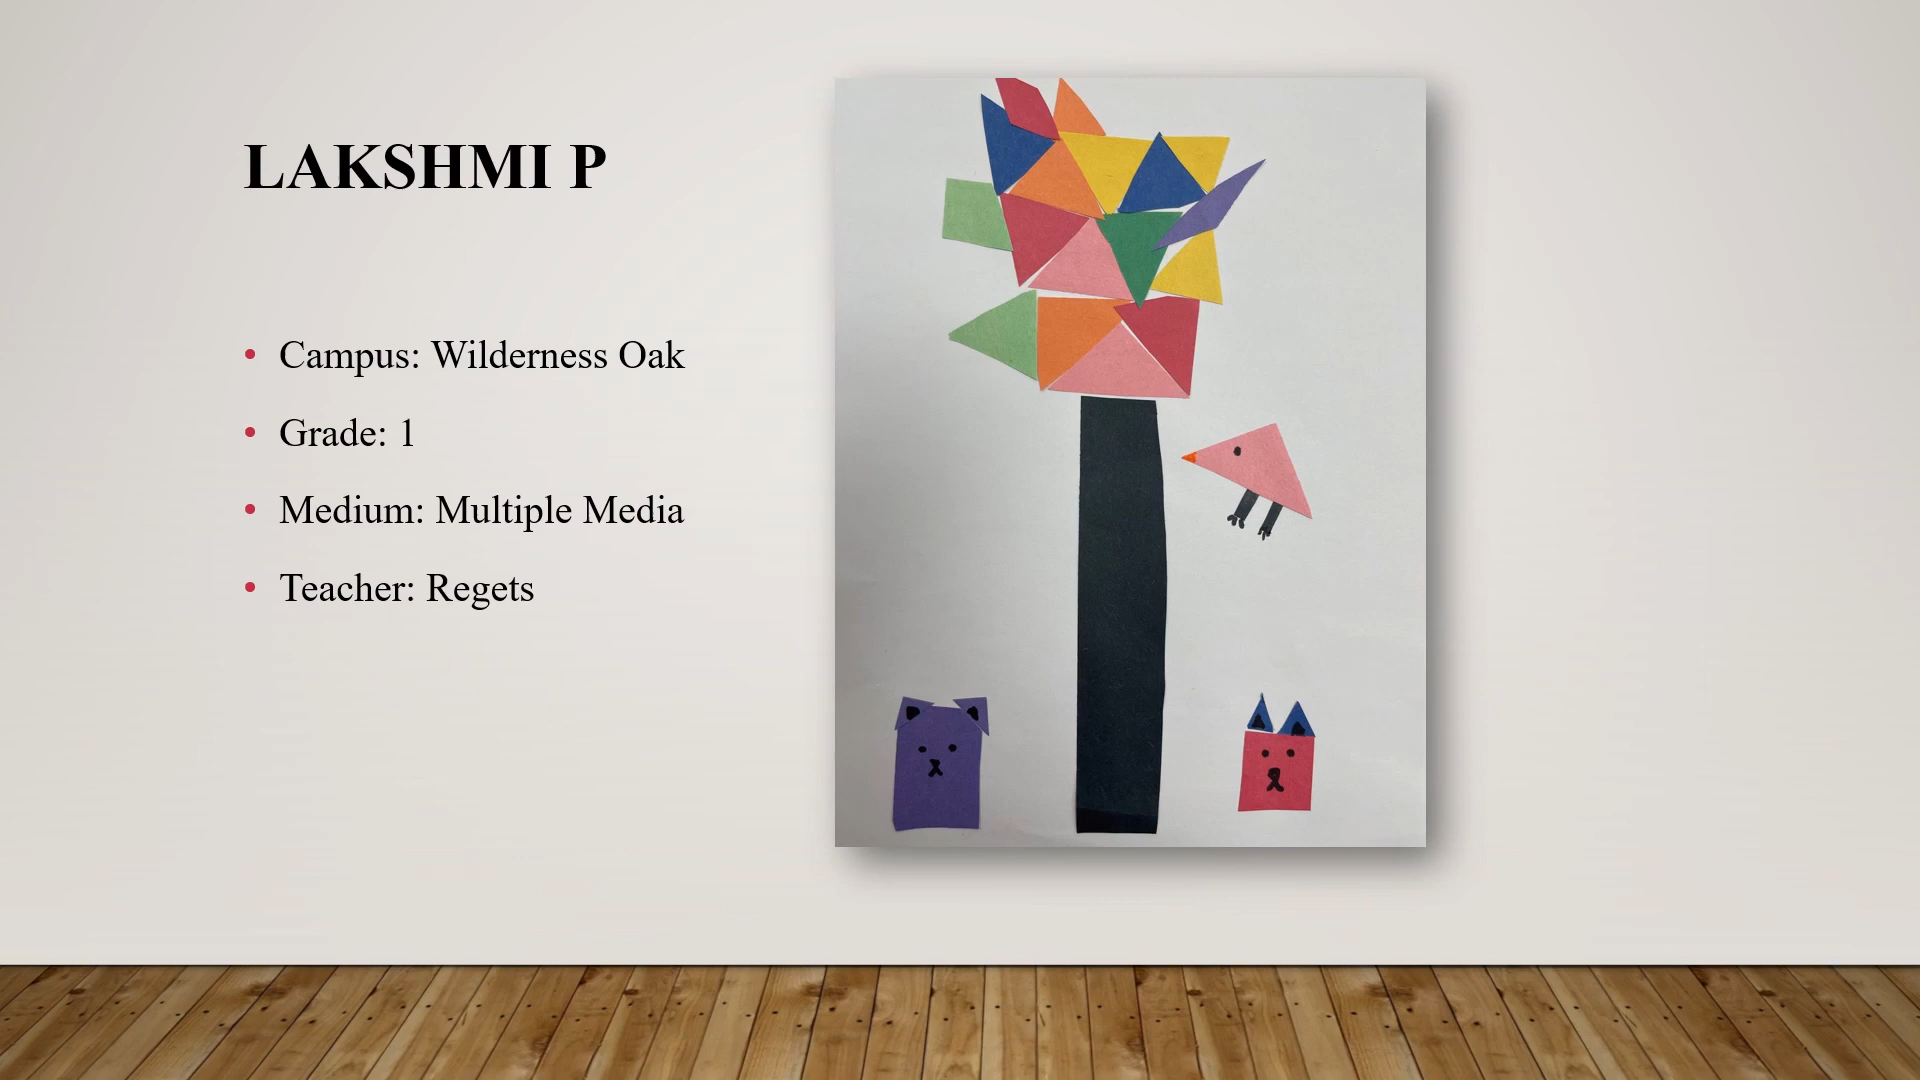 LAKSHMI P
• Campus: Wilderness Oak
• Grade: 1
• Medium: Multiple Media
• Teacher: Regets